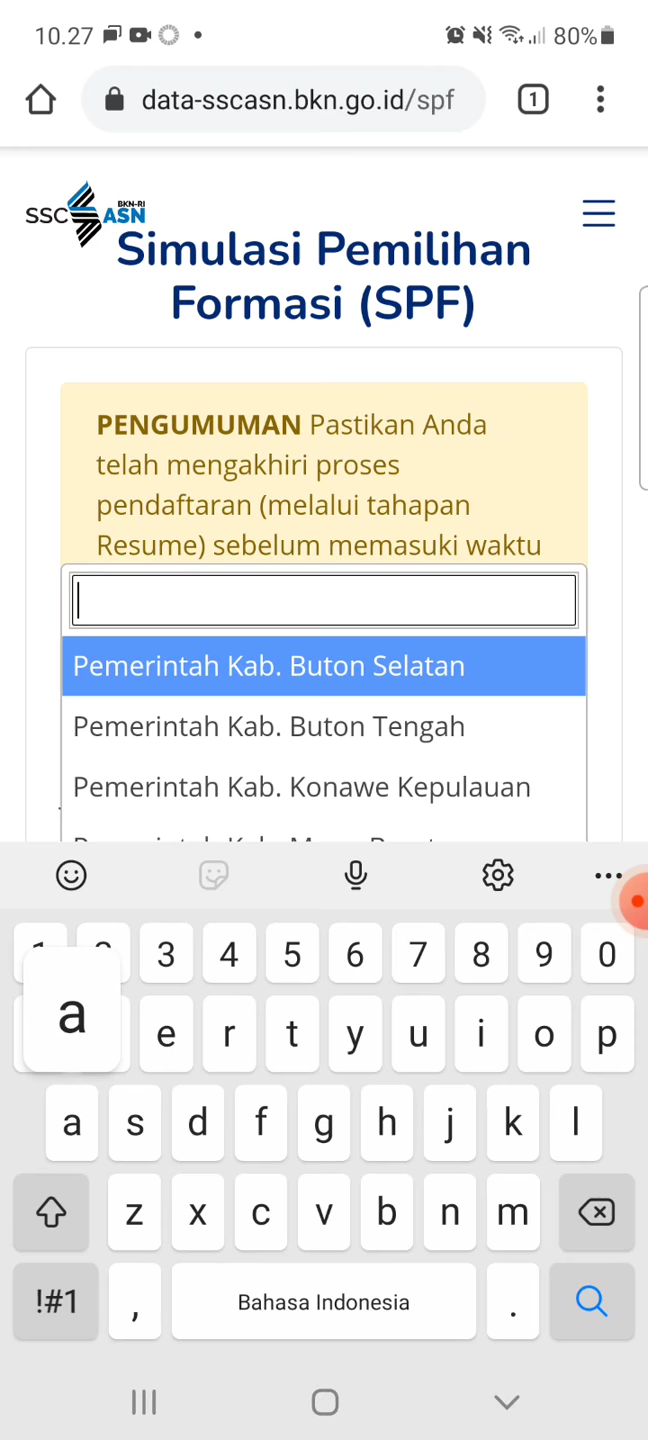 10.27
80%
data-sscasn.bkn.go.id/spf
1
SSC ASN BKN-RI
Simulasi Pemilihan
Formasi (SPF)
PENGUMUMAN Pastikan Anda
telah mengakhiri proses
pendaftaran (melalui tahapan
Resume) sebelum memasuki waktu
Pemerintah Kab. Buton Selatan
Pemerintah Kab. Buton Tengah
Pemerintah Kab. Konawe Kepulauan
3 4 5 6 7 8 9 0
a
e r t y u i o p
a s d f g h j k l
z x c v b n m
!#1 , Bahasa Indonesia .